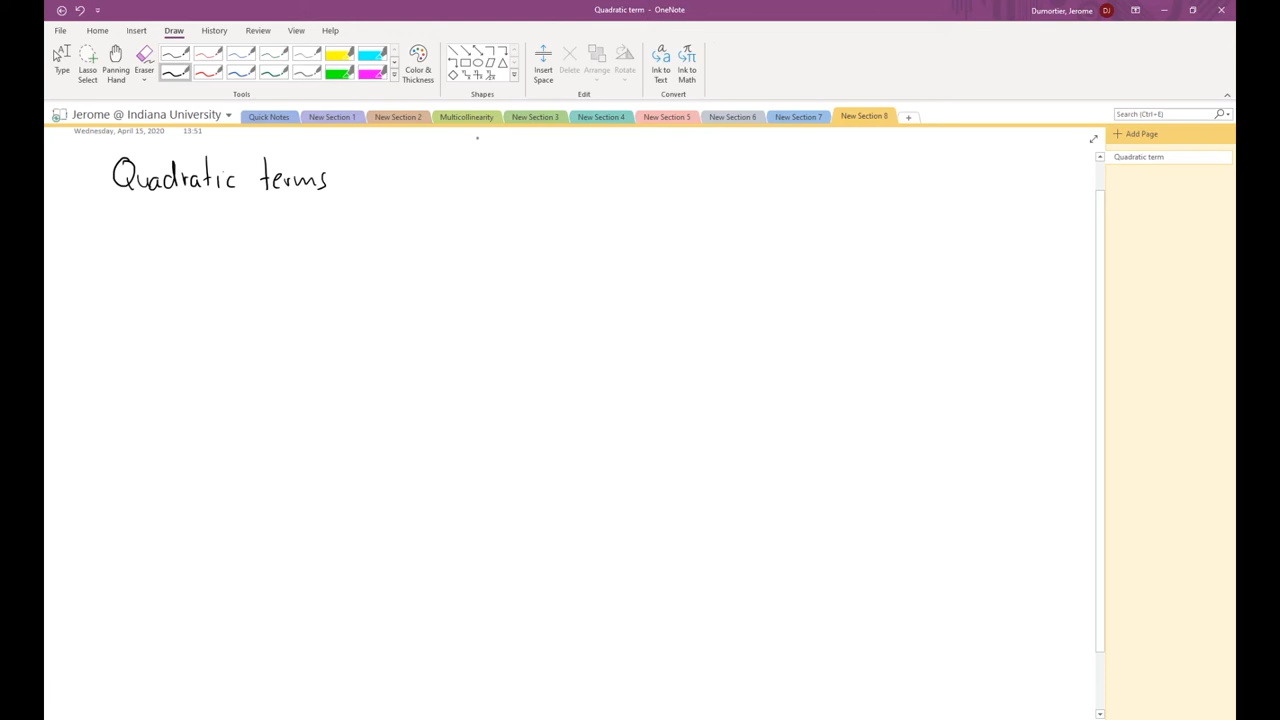 Quadratic term - OneNote
Dumortier, Jerome DJ
File Home Insert Draw History Review View Help
Type
Lasso Select
Panning Hand
Eraser
Color & Thickness
Insert Space
Delete
Arrange
Rotate
Ink to Text
Ink to Math
Tools
Shapes
Edit
Convert
Jerome @ Indiana University
Quick Notes New Section 1 New Section 2 Multicollinearity New Section 3 New Section 4 New Section 5 New Section 6 New Section 7 New Section 8
Search (Ctrl+E)
Wednesday, April 15, 2020 13:51
Add Page
Quadratic term
Quadratic terms